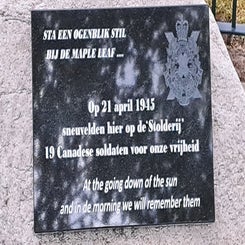 STA EEN OGENBLIK STIL
BIJ DE MAPLE LEAF ....
Op 21 april 1945
sneuvelden hier op de 'Stolderij'
19 Canadese soldaten voor onze vrijheid
At the going down of the sun
and in de morning we will remember them